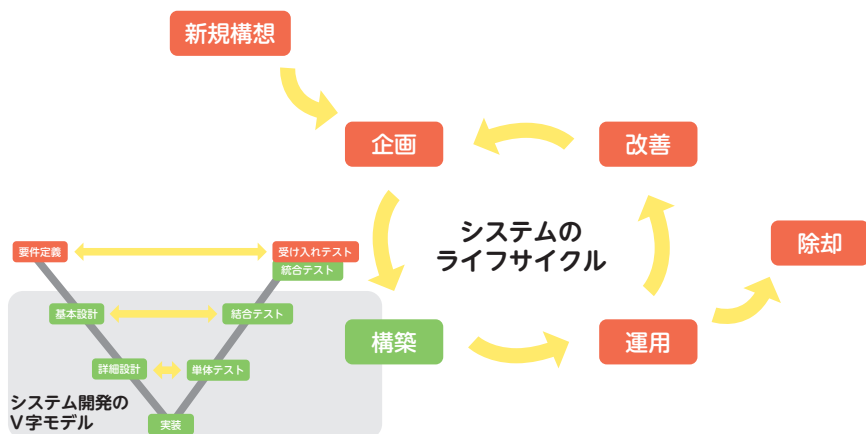 新規構想
企画
改善
システムの
ライフサイクル
除却
要件定義
受け入れテスト
統合テスト
基本設計
結合テスト
構築
運用
詳細設計
単体テスト
システム開発の
V字モデル
実装